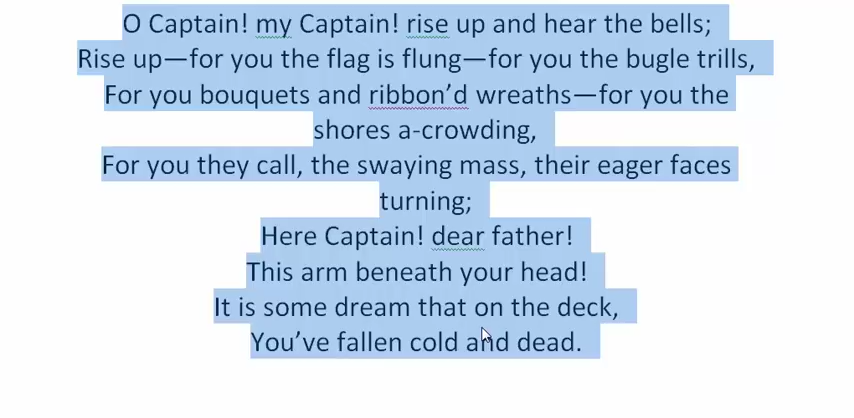 O Captain! my Captain! rise up and hear the bells;
Rise up—for you the flag is flung—for you the bugle trills,
For you bouquets and ribbon’d wreaths—for you the
shores a-crowding,
For you they call, the swaying mass, their eager faces
turning;
Here Captain! dear father!
This arm beneath your head!
It is some dream that on the deck,
You’ve fallen cold and dead.